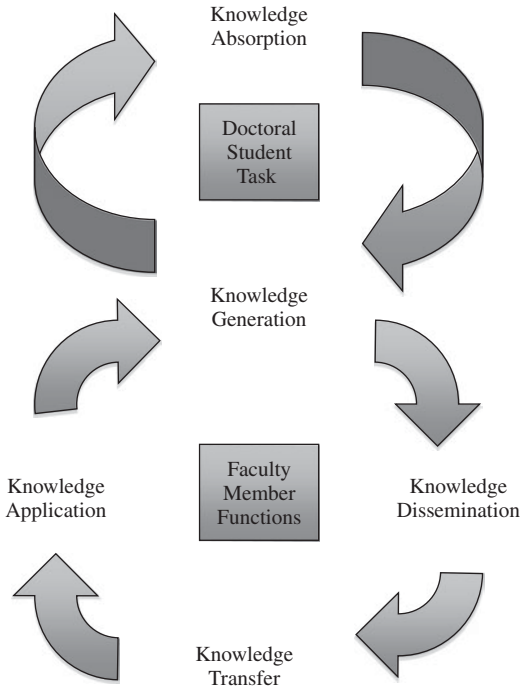 Knowledge
Absorption
Doctoral
Student
Task
Knowledge
Generation
Faculty
Member
Functions
Knowledge
Application
Knowledge
Dissemination
Knowledge
Transfer